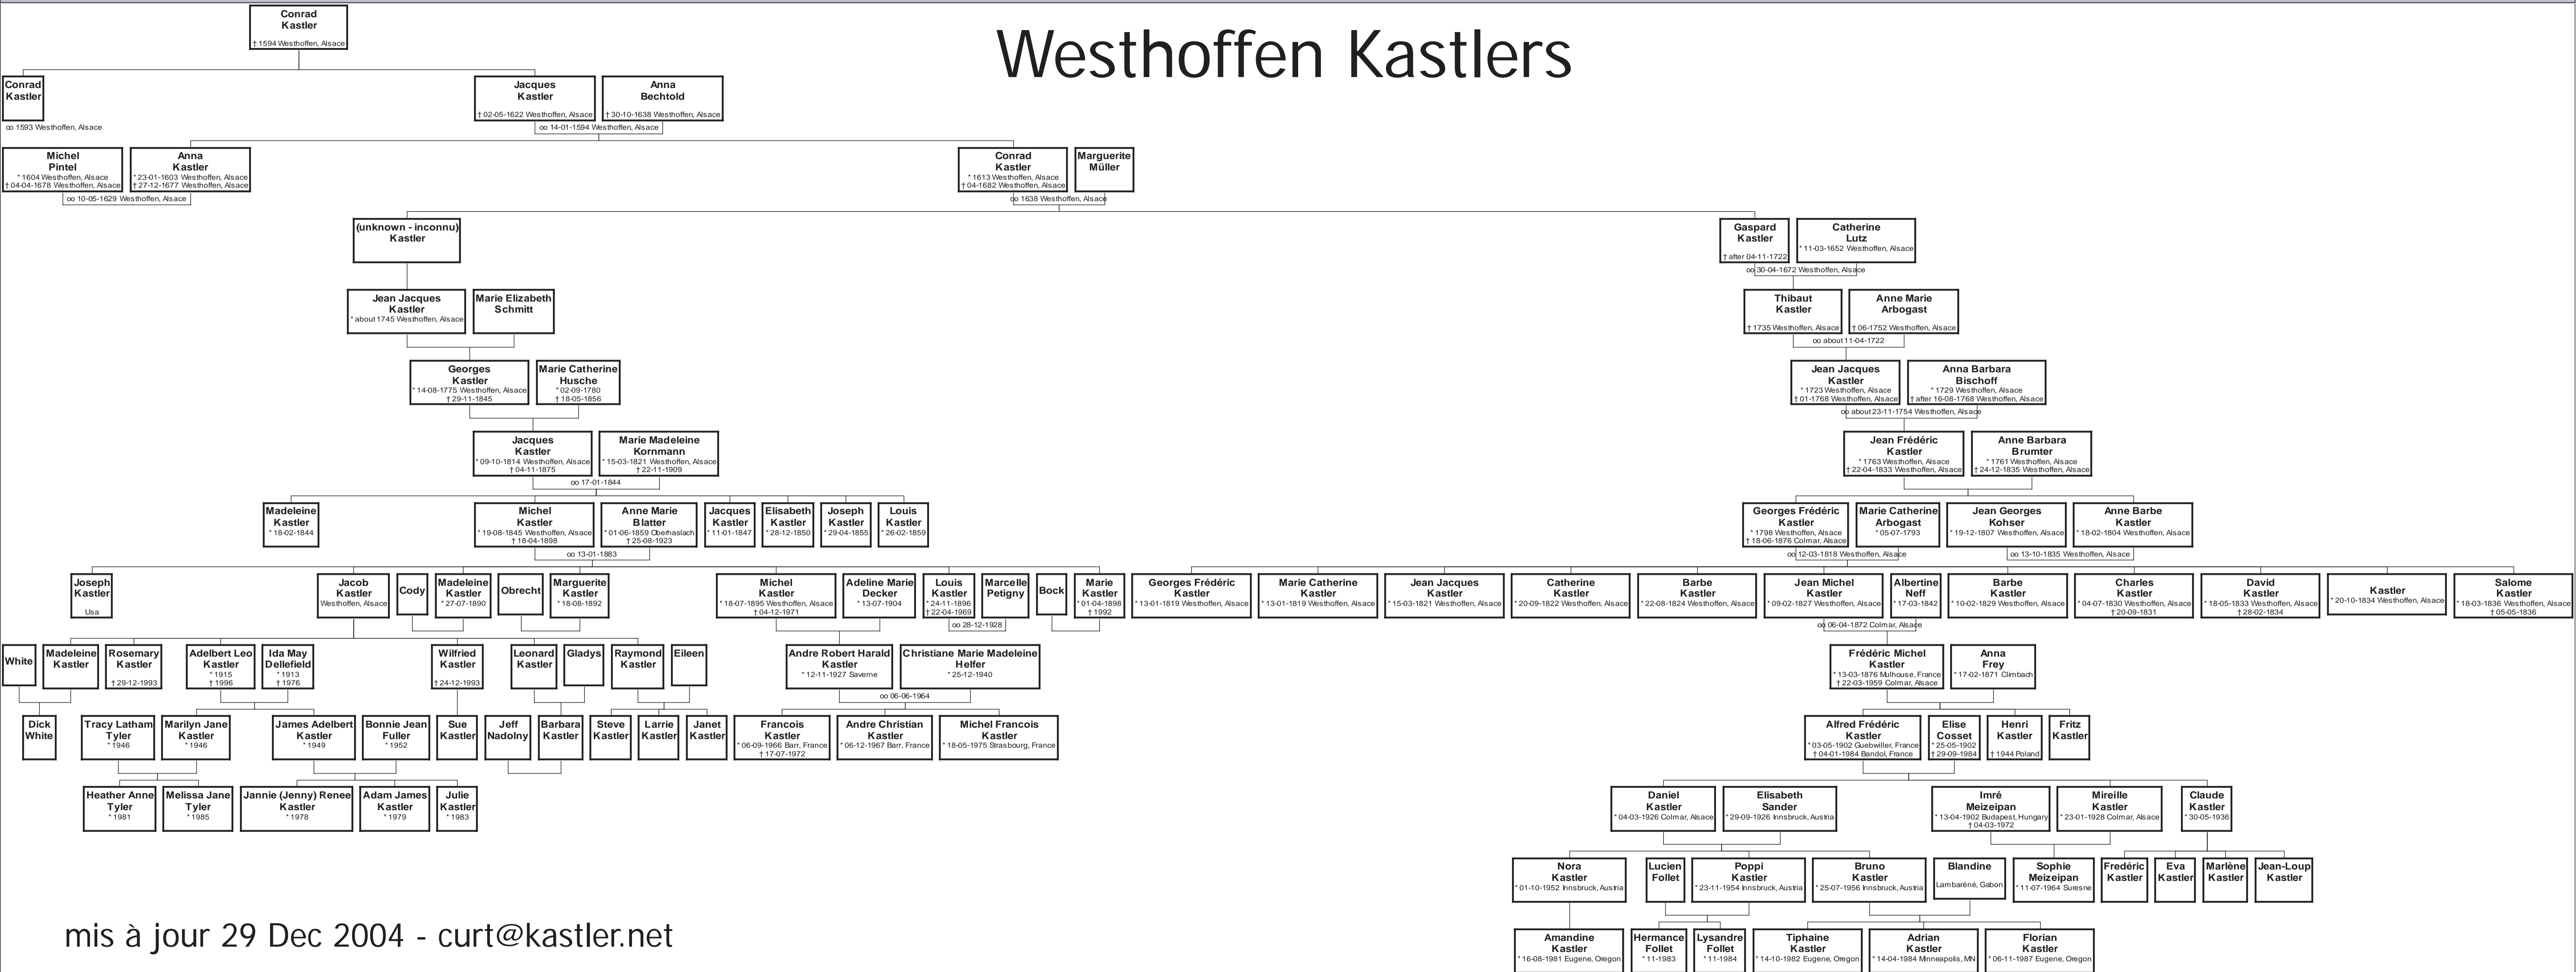 Westhoffen Kastlers
Conrad
Kastler
† 1594 Westhoffen, Alsace
Conrad
Kastler
oo 1593 Westhoffen, Alsace
Jacques
Kastler
† 02-05-1622 Westhoffen, Alsace
Anna
Bechtold
† 30-10-1638 Westhoffen, Alsace
oo 14-01-1594 Westhoffen, Alsace
Michel
Pintel
* 1604 Westhoffen, Alsace
† 04-04-1678 Westhoffen, Alsace
Anna
Kastler
* 23-01-1603 Westhoffen, Alsace
† 27-12-1677 Westhoffen, Alsace
oo 10-05-1629 Westhoffen, Alsace
Conrad
Kastler
* 1613 Westhoffen, Alsace
† 04-1682 Westhoffen, Alsace
Marguerite
Müller
oo 1638 Westhoffen, Alsace
(unknown - inconnu)
Kastler
Gaspard
Kastler
† after 04-11-1722
Catherine
Lutz
* 11-03-1652 Westhoffen, Alsace
oo 30-04-1672 Westhoffen, Alsace
Jean Jacques
Kastler
* about 1745 Westhoffen, Alsace
Marie Elizabeth
Schmitt
Thibaut
Kastler
† 1735 Westhoffen, Alsace
Anne Marie
Arbogast
† 06-1752 Westhoffen, Alsace
oo about 11-04-1722
Georges
Kastler
* 14-08-1775 Westhoffen, Alsace
† 29-11-1845
Marie Catherine
Husche
* 02-09-1780
† 18-05-1856
Jean Jacques
Kastler
* 1723 Westhoffen, Alsace
† 01-1768 Westhoffen, Alsace
Anna Barbara
Bischoff
* 1729 Westhoffen, Alsace
† after 16-08-1768 Westhoffen, Alsace
oo about 23-11-1754 Westhoffen, Alsace
Jacques
Kastler
* 09-10-1814 Westhoffen, Alsace
† 04-11-1875
Marie Madeleine
Kornmann
* 15-03-1821 Westhoffen, Alsace
† 22-11-1909
oo 17-01-1844
Jean Frédéric
Kastler
* 1763 Westhoffen, Alsace
† 22-04-1833 Westhoffen, Alsace
Anne Barbara
Brumter
* 1761 Westhoffen, Alsace
† 24-12-1835 Westhoffen, Alsace
Madeleine
Kastler
* 18-02-1844
Michel
Kastler
* 19-08-1845 Westhoffen, Alsace
† 18-04-1898
Anne Marie
Blatter
* 01-06-1859 Oberhaslach
† 25-08-1923
oo 13-01-1883
Jacques
Kastler
* 11-01-1847
Elisabeth
Kastler
* 28-12-1850
Joseph
Kastler
* 29-04-1855
Louis
Kastler
* 26-02-1859
Georges Frédéric
Kastler
* 1798 Westhoffen, Alsace
† 18-06-1876 Colmar, Alsace
Marie Catherine
Arbogast
* 05-07-1793
oo 12-03-1818 Westhoffen, Alsace
Jean Georges
Kohser
* 19-12-1807 Westhoffen, Alsace
Anne Barbe
Kastler
* 18-02-1804 Westhoffen, Alsace
oo 13-10-1835 Westhoffen, Alsace
Joseph
Kastler
Usa
Jacob
Kastler
Westhoffen, Alsace
Cody
Madeleine
Kastler
* 27-07-1890
Obrecht
Marguerite
Kastler
* 18-08-1892
Michel
Kastler
* 18-07-1895 Westhoffen, Alsace
† 04-12-1971
Adeline Marie
Decker
* 13-07-1904
Louis
Kastler
* 24-11-1896
† 22-04-1969
Marcelle
Petigny
oo 28-12-1928
Bock
Marie
Kastler
* 01-04-1898
† 1992
Georges Frédéric
Kastler
* 13-01-1819 Westhoffen, Alsace
Marie Catherine
Kastler
* 13-01-1819 Westhoffen, Alsace
Jean Jacques
Kastler
* 15-03-1821 Westhoffen, Alsace
Catherine
Kastler
* 20-09-1822 Westhoffen, Alsace
Barbe
Kastler
* 22-08-1824 Westhoffen, Alsace
Jean Michel
Kastler
* 09-02-1827 Westhoffen, Alsace
Albertine
Neff
* 17-03-1842
oo 06-04-1872 Colmar, Alsace
Barbe
Kastler
* 10-02-1829 Westhoffen, Alsace
Charles
Kastler
* 04-07-1830 Westhoffen, Alsace
† 20-09-1831
David
Kastler
* 18-05-1833 Westhoffen, Alsace
† 28-02-1834
Kastler
* 20-10-1834 Westhoffen, Alsace
Salome
Kastler
* 18-03-1836 Westhoffen, Alsace
† 05-05-1836
White
Madeleine
Kastler
Rosemary
Kastler
† 29-12-1993
Adelbert Leo
Kastler
* 1915
† 1996
Ida May
Dellefield
* 1913
† 1976
Wilfried
Kastler
† 24-12-1993
Leonard
Kastler
Gladys
Raymond
Kastler
Eileen
Andre Robert Harald
Kastler
* 12-11-1927 Saverne
Christiane Marie Madeleine
Helfer
* 25-12-1940
oo 06-06-1964
Frédéric Michel
Kastler
* 13-03-1876 Mulhouse, France
† 22-03-1959 Colmar, Alsace
Anna
Frey
* 17-02-1871 Climbach
Dick
White
Tracy Latham
Tyler
* 1946
Marilyn Jane
Kastler
* 1946
James Adelbert
Kastler
* 1949
Bonnie Jean
Fuller
* 1952
Sue
Kastler
Jeff
Nadolny
Barbara
Kastler
Steve
Kastler
Larrie
Kastler
Janet
Kastler
Francois
Kastler
* 06-09-1966 Barr, France
† 17-07-1972
Andre Christian
Kastler
* 06-12-1967 Barr, France
Michel Francois
Kastler
* 18-05-1975 Strasbourg, France
Alfred Frédéric
Kastler
* 03-05-1902 Guebwiller, France
† 04-01-1984 Bandol, France
Elise
Cosset
* 25-05-1902
† 29-09-1984
Henri
Kastler
† 1944 Poland
Fritz
Kastler
Heather Anne
Tyler
* 1981
Melissa Jane
Tyler
* 1985
Jannie (Jenny) Renee
Kastler
* 1978
Adam James
Kastler
* 1979
Julie
Kastler
* 1983
Daniel
Kastler
* 04-03-1926 Colmar, Alsace
Elisabeth
Sander
* 29-09-1926 Innsbruck, Austria
Imré
Meizeipan
* 13-04-1902 Budapest, Hungary
† 04-03-1972
Mireille
Kastler
* 23-01-1928 Colmar, Alsace
Claude
Kastler
* 30-05-1936
Nora
Kastler
* 01-10-1952 Innsbruck, Austria
Lucien
Follet
Poppi
Kastler
* 23-11-1954 Innsbruck, Austria
Bruno
Kastler
* 25-07-1956 Innsbruck, Austria
Blandine
Lambaréné, Gabon
Sophie
Meizeipan
* 11-07-1964 Suresne
Fredéric
Kastler
Eva
Kastler
Marlène
Kastler
Jean-Loup
Kastler
Amandine
Kastler
* 16-08-1981 Eugene, Oregon
Hermance
Follet
* 11-1983
Lysandre
Follet
* 11-1984
Tiphaine
Kastler
* 14-10-1982 Eugene, Oregon
Adrian
Kastler
* 14-04-1984 Minneapolis, MN
Florian
Kastler
* 06-11-1987 Eugene, Oregon
mis à jour 29 Dec 2004 - curt@kastler.net